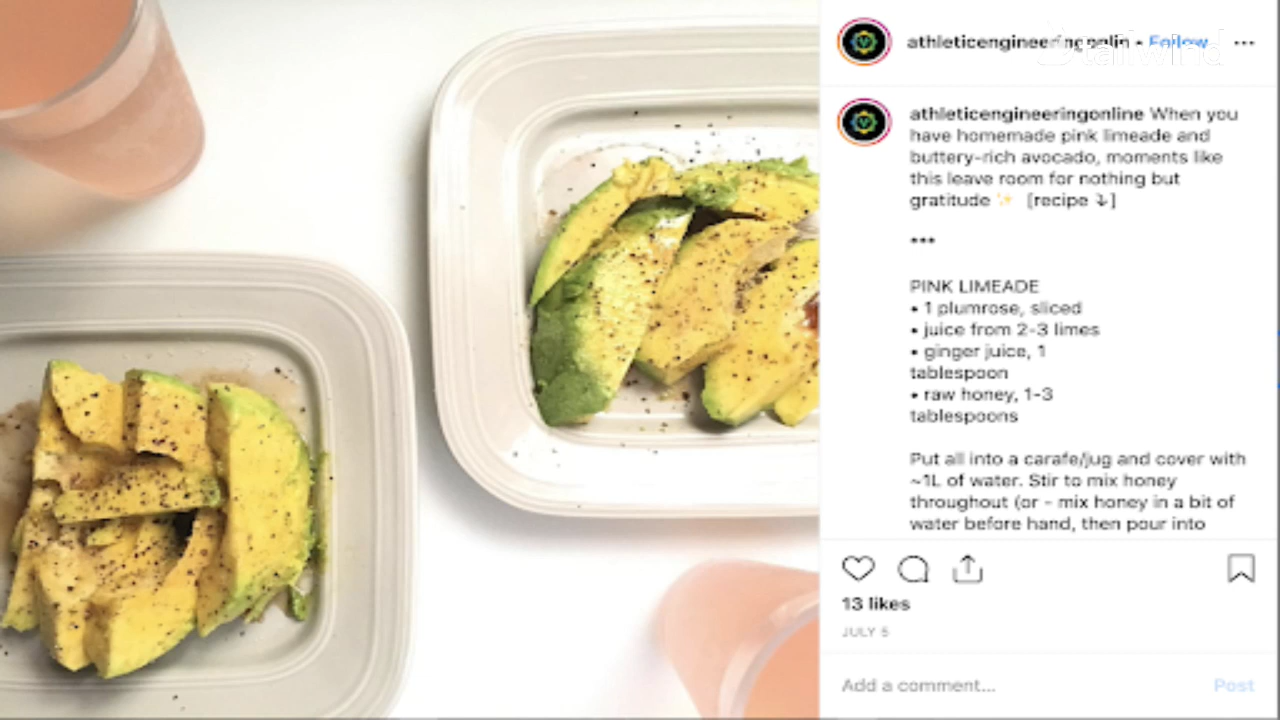 athleticengineeringonlin • Follow •••
tailwind
athleticengineeringonline When you
have homemade pink limeade and
buttery-rich avocado, moments like
this leave room for nothing but
gratitude ✨ [recipe ⤵]
•••
PINK LIMEADE
• 1 plumrose, sliced
• juice from 2-3 limes
• ginger juice, 1
tablespoon
• raw honey, 1-3
tablespoons
Put all into a carafe/jug and cover with
~1L of water. Stir to mix honey
throughout (or - mix honey in a bit of
water before hand, then pour into
13 likes
JULY 5
Add a comment... Post